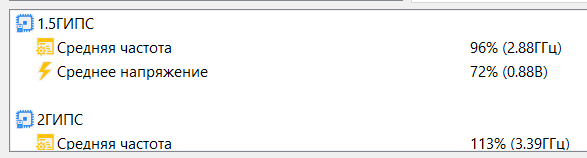 1.5ГИПС
Средняя частота 96% (2.88ГГц)
Среднее напряжение 72% (0.88В)
2ГИПС
Средняя частота 113% (3.39ГГц)